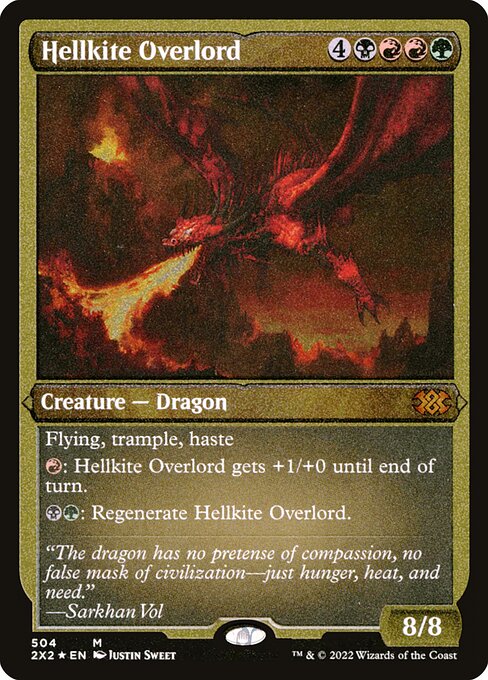 Hellkite Overlord 4
Creature — Dragon
Flying, trample, haste
: Hellkite Overlord gets +1/+0 until end of
turn.
: Regenerate Hellkite Overlord.
“The dragon has no pretense of compassion, no
false mask of civilization—just hunger, heat, and
need.”
—Sarkhan Vol
8/8
504 M
2X2 ★ EN Justin Sweet
™ & © 2022 Wizards of the Coast